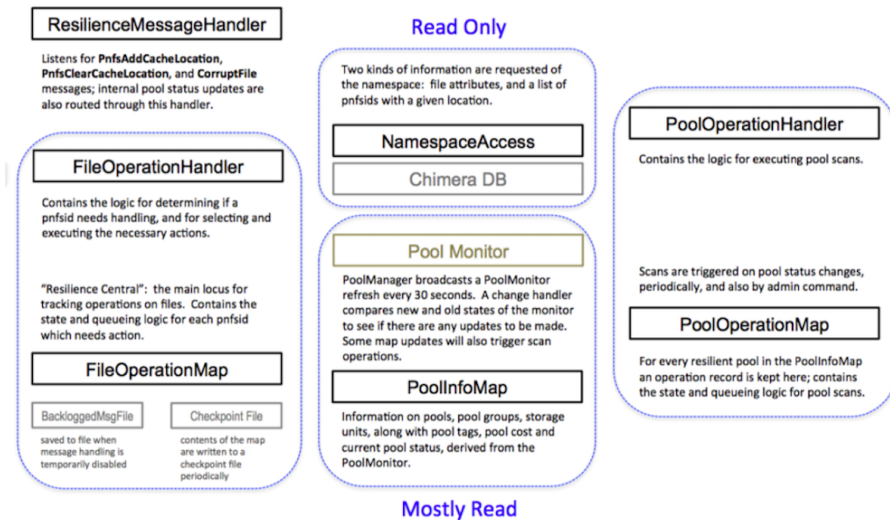 ResilienceMessageHandler
Listens for PnfsAddCacheLocation,
PnfsClearCacheLocation, and CorruptFile
messages; internal pool status updates are
also routed through this handler.
FileOperationHandler
Contains the logic for determining if a
pnfsid needs handling, and for selecting and
executing the necessary actions.
“Resilience Central”:  the main locus for
tracking operations on files.  Contains the
state and queueing logic for each pnfsid
which needs action.
FileOperationMap
BackloggedMsgFile
saved to file when
message handling is
temporarily disabled
Checkpoint File
contents of the map
are written to a
checkpoint file
periodically
Read Only
Two kinds of information are requested of
the namespace:  file attributes, and a list of
pnfsids with a given location.
NamespaceAccess
Chimera DB
Pool Monitor
PoolManager broadcasts a PoolMonitor
refresh every 30 seconds.  A change handler
compares new and old states of the monitor
to see if there are any updates to be made.
Some map updates will also trigger scan
operations.
PoolInfoMap
Information on pools, pool groups, storage
units, along with pool tags, pool cost and
current pool status, derived from the
PoolMonitor.
Mostly Read
PoolOperationHandler
Contains the logic for executing pool scans.
Scans are triggered on pool status changes,
periodically, and also by admin command.
PoolOperationMap
For every resilient pool in the PoolInfoMap
an operation record is kept here; contains
the state and queueing logic for pool scans.